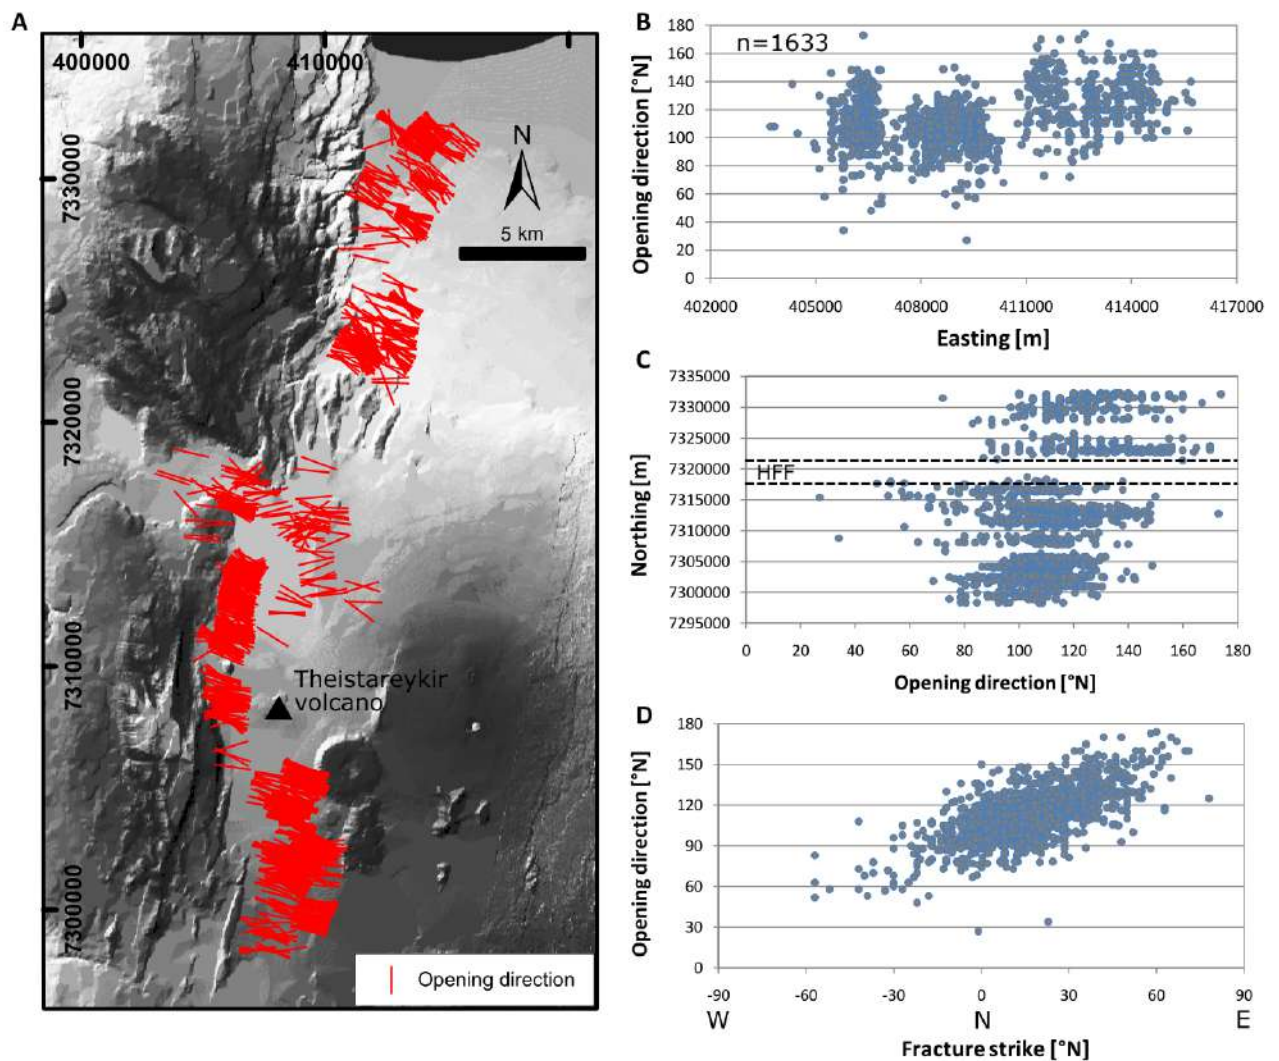 A
400000
410000
7330000
7320000
7310000
7300000
N
5 km
Theistareykir
volcano
Opening direction
B
Opening direction [°N]
180
160
140
120
100
80
60
40
20
0
n=1633
402000 405000 408000 411000 414000 417000
Easting [m]
C
Northing [m]
7335000
7330000
7325000
7320000
7315000
7310000
7305000
7300000
7295000
HFF
0 20 40 60 80 100 120 140 160 180
Opening direction [°N]
D
Opening direction [°N]
180
150
120
90
60
30
0
-90 -60 -30 0 30 60 90
W N E
Fracture strike [°N]